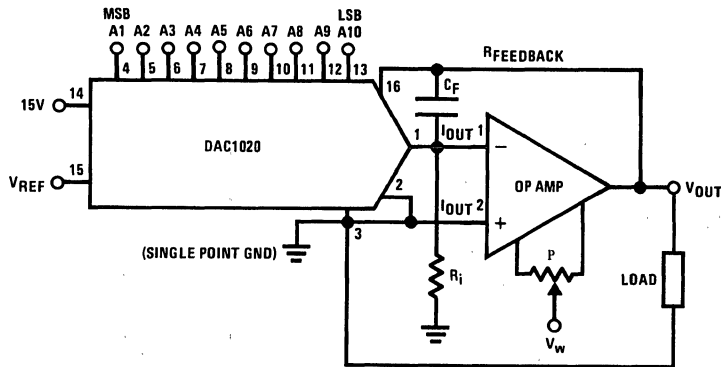 MSB LSB
A1 A2 A3 A4 A5 A6 A7 A8 A9 A10
4 5 6 7 8 9 10 11 12 13
RFEEDBACK
16
CF
15V 14
DAC1020
1 IOUT 1
−
OP AMP
VOUT
VREF 15
2
IOUT 2
+
3
(SINGLE POINT GND)
Ri
P
LOAD
Vw